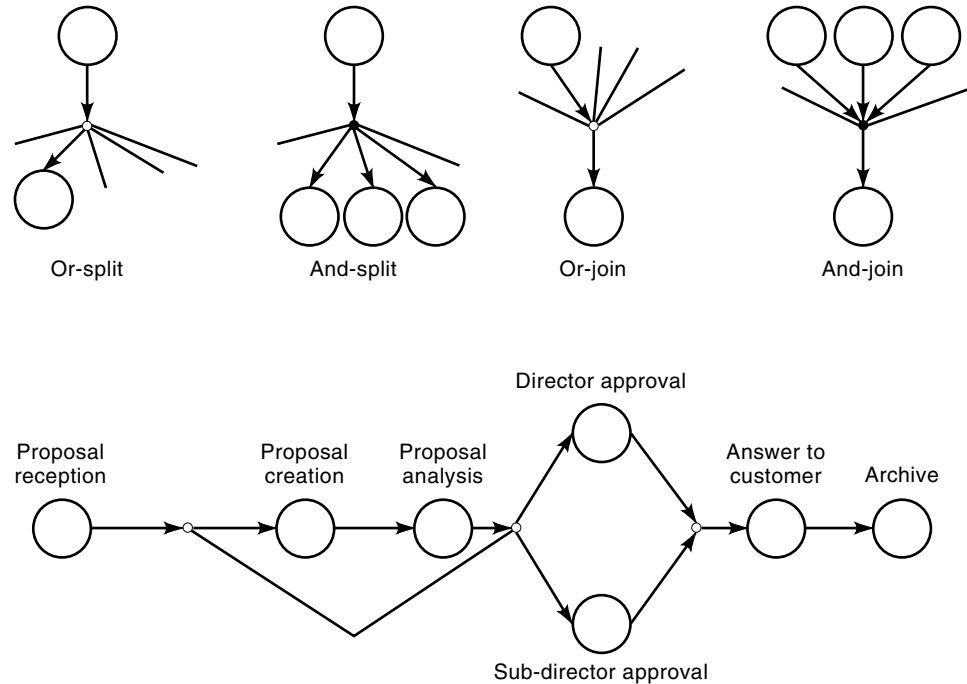 Or-split
And-split
Or-join
And-join
Director approval
Proposal
reception
Proposal
creation
Proposal
analysis
Answer to
customer
Archive
Sub-director approval